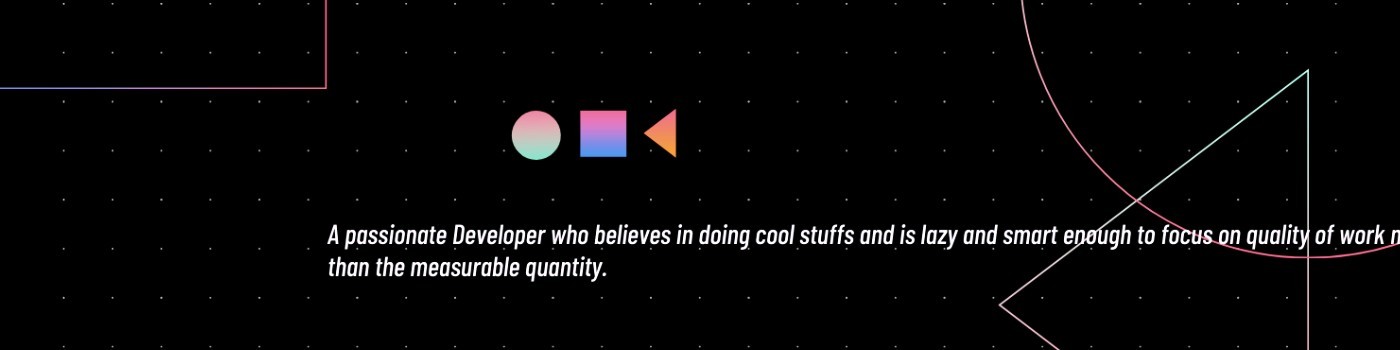 A passionate Developer who believes in doing cool stuffs and is lazy and smart enough to focus on quality of work
than the measurable quantity.